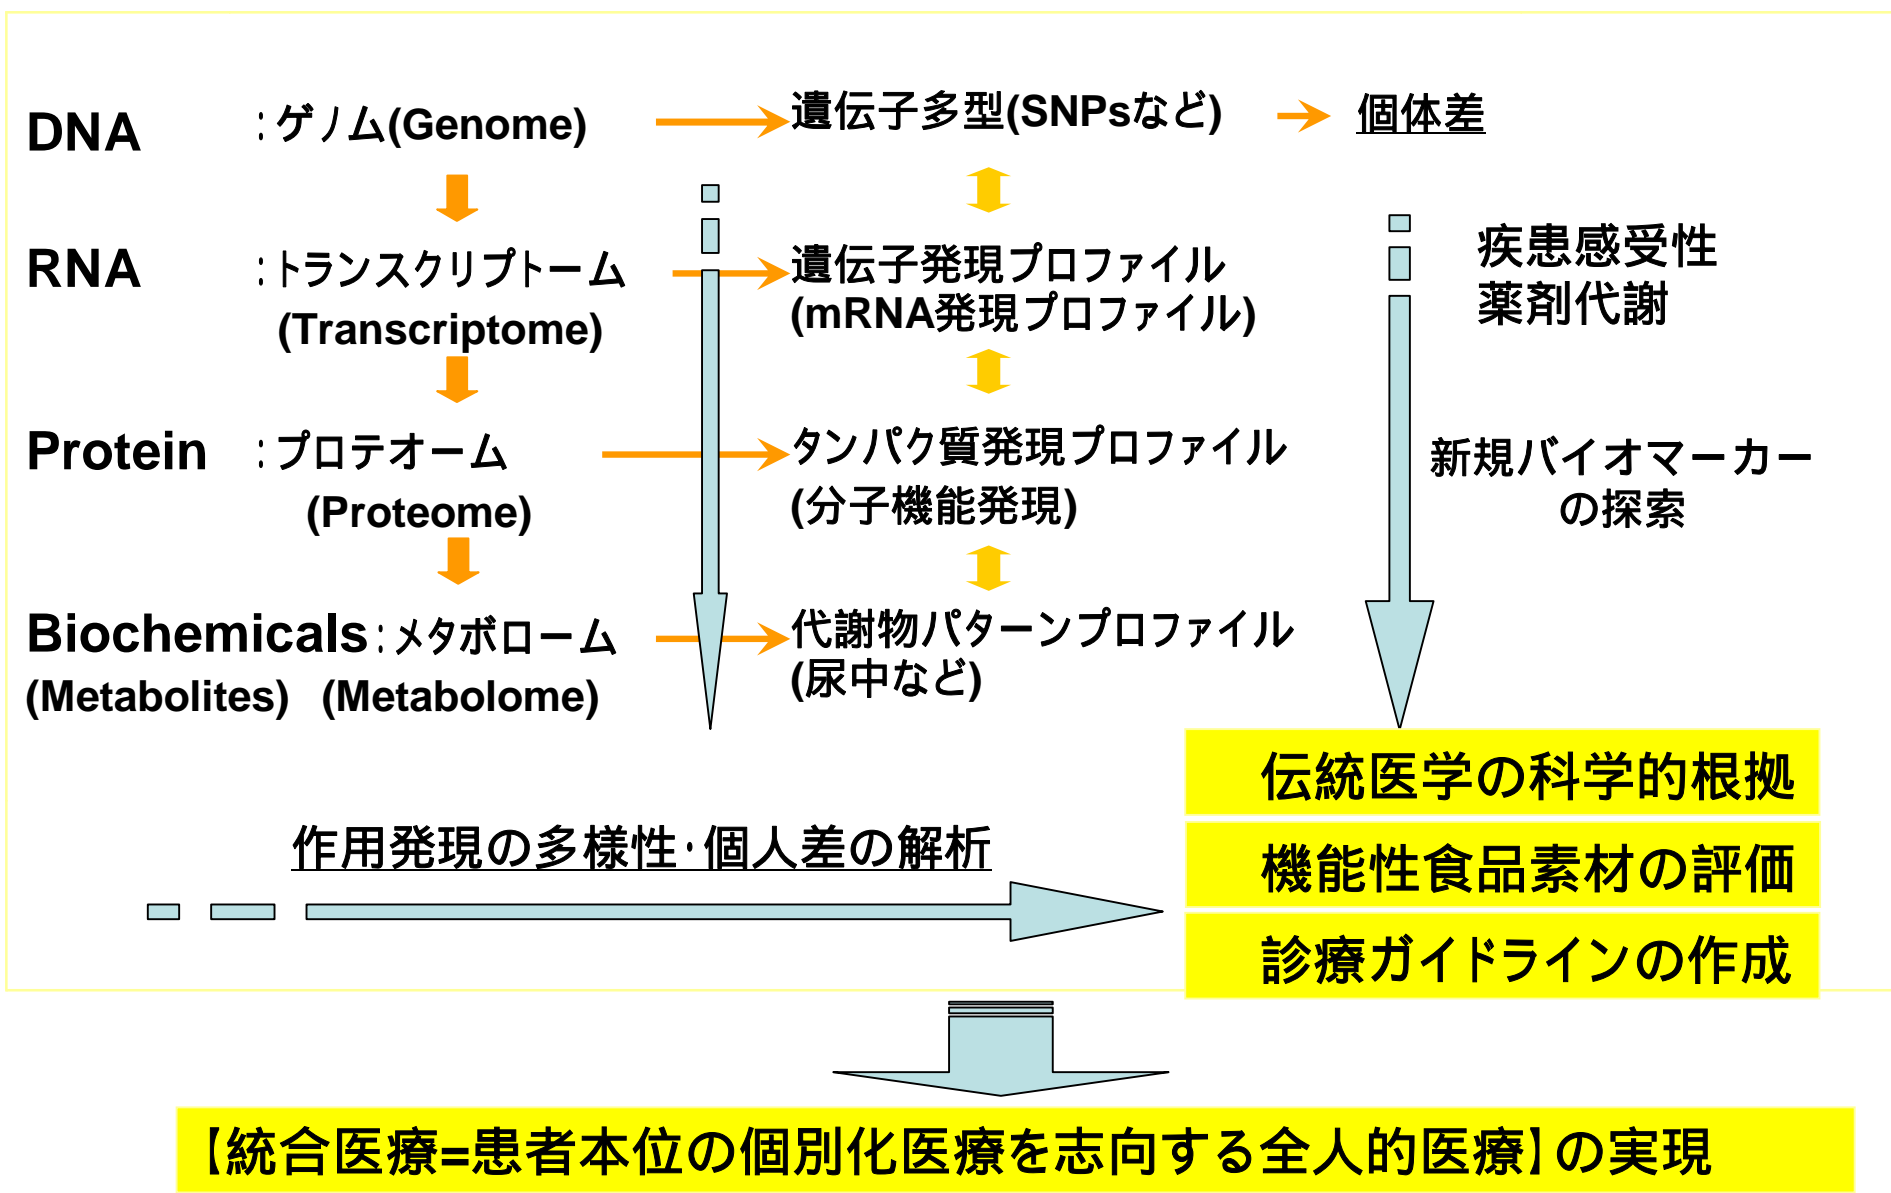 DNA :ゲノム(Genome) 遺伝子多型(SNPsなど) 個体差
RNA :トランスクリプトーム 遺伝子発現プロファイル
(Transcriptome) (mRNA発現プロファイル)
疾患感受性
薬剤代謝
Protein :プロテオーム タンパク質発現プロファイル
(Proteome) (分子機能発現)
新規バイオマーカー
の探索
Biochemicals:メタボローム 代謝物パターンプロファイル
(Metabolites) (Metabolome) (尿中など)
伝統医学の科学的根拠
作用発現の多様性・個人差の解析
機能性食品素材の評価
診療ガイドラインの作成
【統合医療=患者本位の個別化医療を志向する全人的医療】の実現